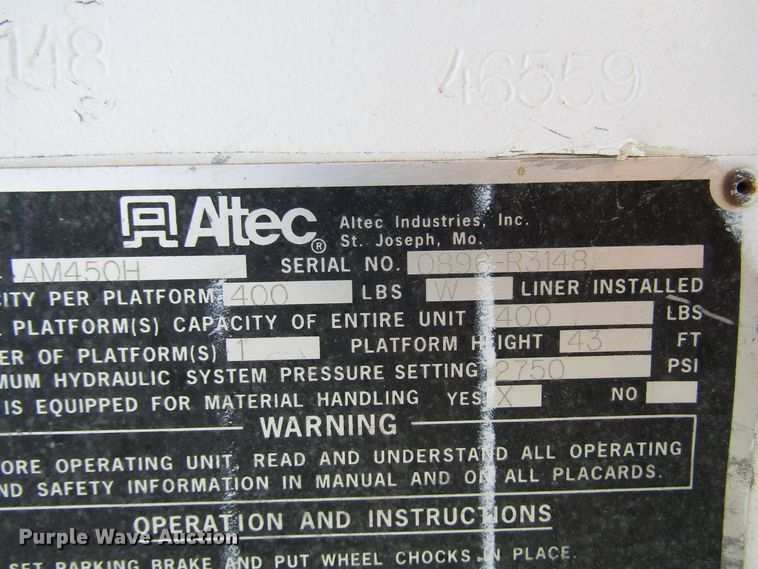 148 46559
Altec® Altec Industries, Inc.
St. Joseph, Mo.
AM450H SERIAL NO. 0896-R3148
CITY PER PLATFORM 400 LBS W LINER INSTALLED
L PLATFORM(S) CAPACITY OF ENTIRE UNIT 400 LBS
ER OF PLATFORM(S) 1 PLATFORM HEIGHT 43 FT
MUM HYDRAULIC SYSTEM PRESSURE SETTING 2750 PSI
IS EQUIPPED FOR MATERIAL HANDLING YES X NO
WARNING
ORE OPERATING UNIT, READ AND UNDERSTAND ALL OPERATING
ND SAFETY INFORMATION IN MANUAL AND ON ALL PLACARDS.
OPERATION AND INSTRUCTIONS
SET PARKING BRAKE AND PUT WHEEL CHOCKS IN PLACE.
Purple Wave Auction